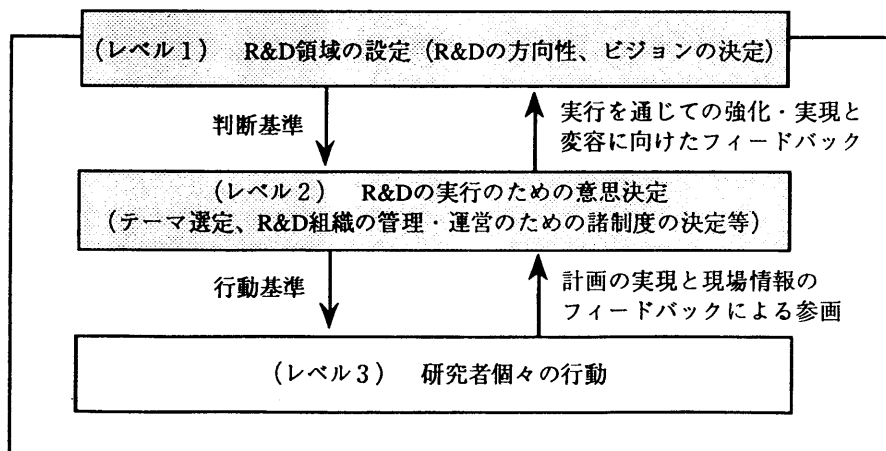 （レベル１）　R&D領域の設定（R&Dの方向性、ビジョンの決定）
判断基準
実行を通じての強化・実現と
変容に向けたフィードバック
（レベル２）　R&Dの実行のための意思決定
（テーマ選定、R&D組織の管理・運営のための諸制度の決定等）
行動基準
計画の実現と現場情報の
フィードバックによる参画
（レベル３）　研究者個々の行動